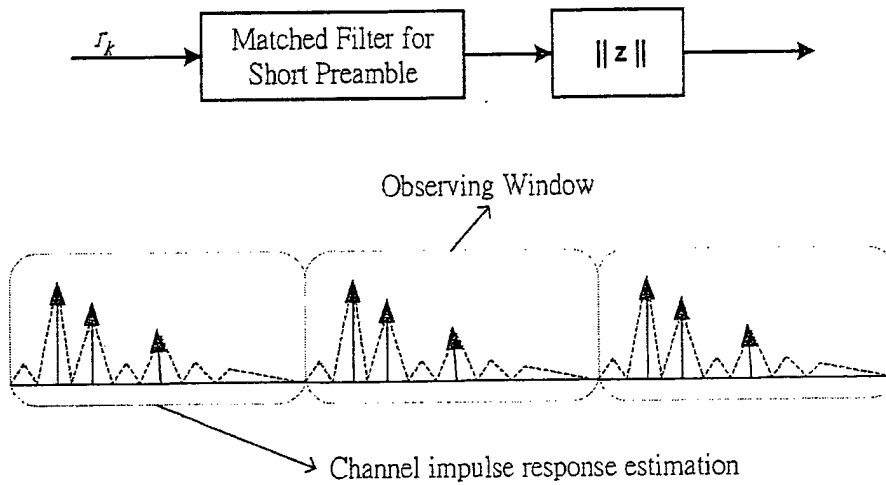 r_k
Matched Filter for
Short Preamble
|| z ||
Observing Window
Channel impulse response estimation